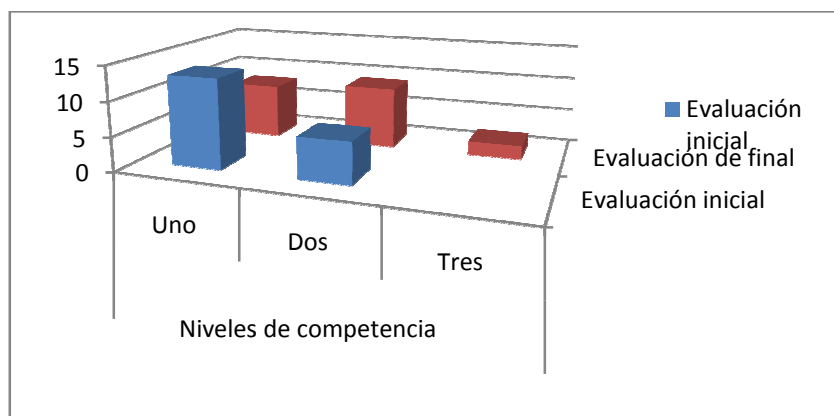 15
10
5
0
Evaluación
inicial
Evaluación de final
Evaluación inicial
Uno
Dos
Tres
Niveles de competencia